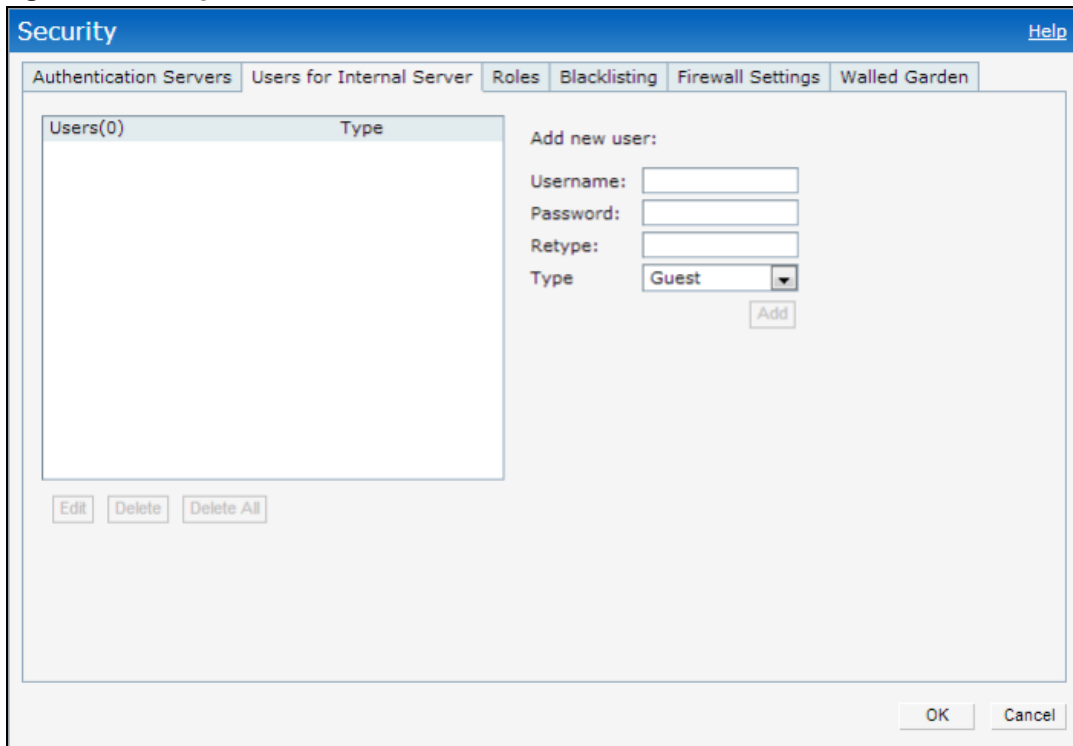 Security Help
Authentication Servers Users for Internal Server Roles Blacklisting Firewall Settings Walled Garden
Users(0) Type
Add new user:
Username:
Password:
Retype:
Type Guest
Add
Edit Delete Delete All
OK Cancel